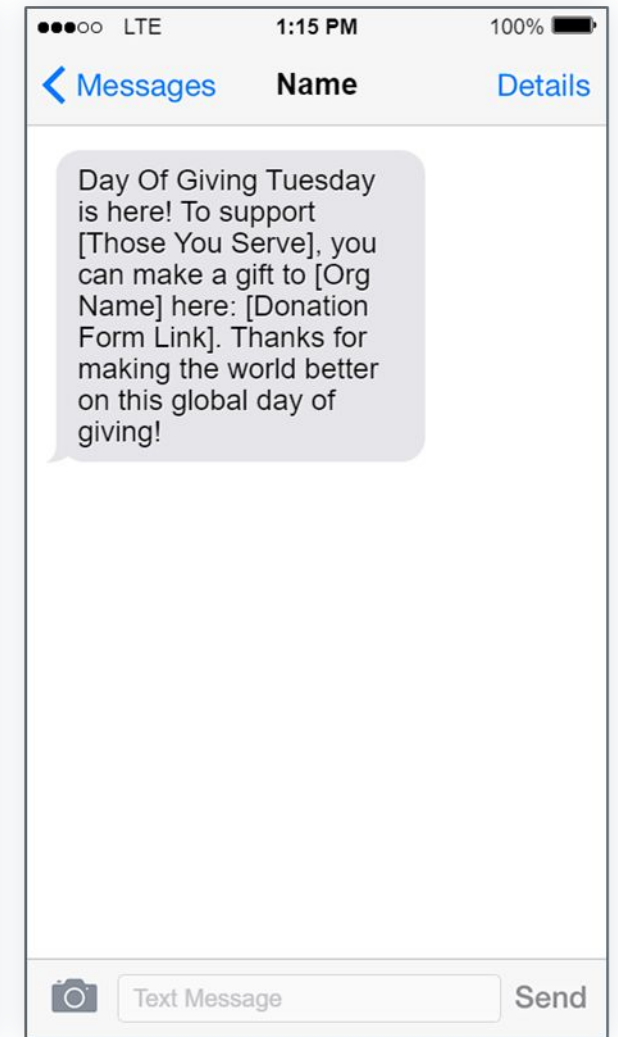 LTE 1:15 PM 100%
Messages Name Details
Day Of Giving Tuesday
is here! To support
[Those You Serve], you
can make a gift to [Org
Name] here: [Donation
Form Link]. Thanks for
making the world better
on this global day of
giving!
Text Message Send